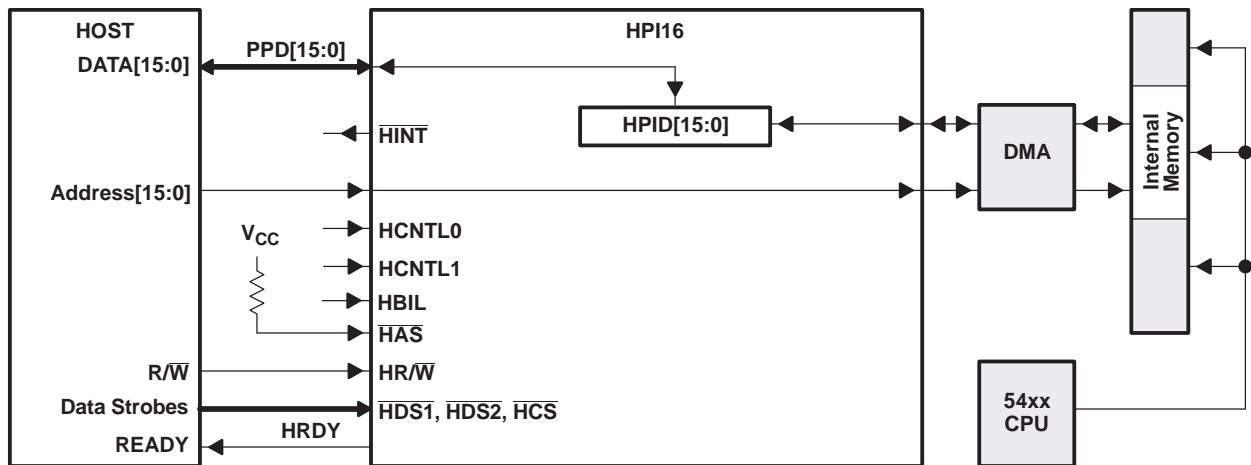 HOST
HPI16
PPD[15:0]
DATA[15:0]
HPID[15:0]
HINT
DMA
Internal
Memory
Address[15:0]
VCC
HCNTL0
HCNTL1
HBIL
HAS
R/W
HR/W
Data Strobes
HDS1, HDS2, HCS
54xx
CPU
READY
HRDY